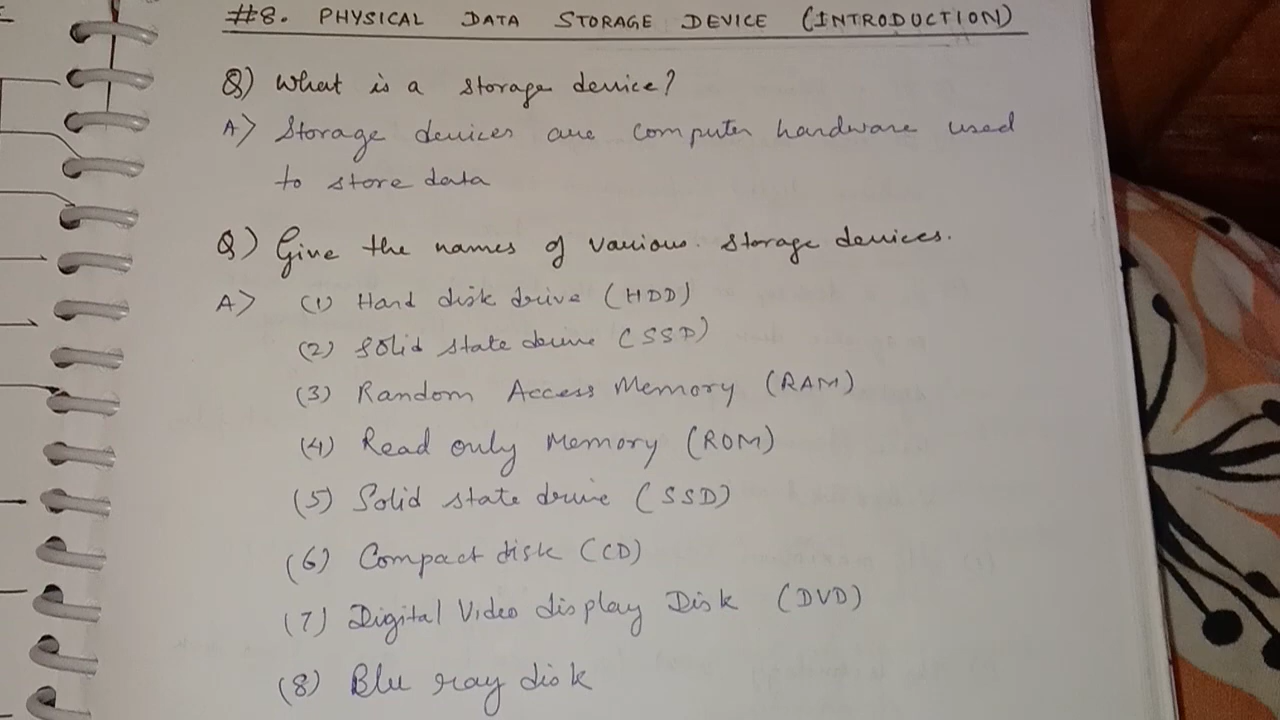 #8. PHYSICAL DATA STORAGE DEVICE (INTRODUCTION)
Q) What is a storage device?
A> Storage devices are computer hardware used
to store data
Q) Give the names of various storage devices.
A> (1) Hard disk drive (HDD)
(2) Solid state drive (SSD)
(3) Random Access Memory (RAM)
(4) Read only Memory (ROM)
(5) Solid state drive (SSD)
(6) Compact disk (CD)
(7) Digital Video display Disk (DVD)
(8) Blu ray disk